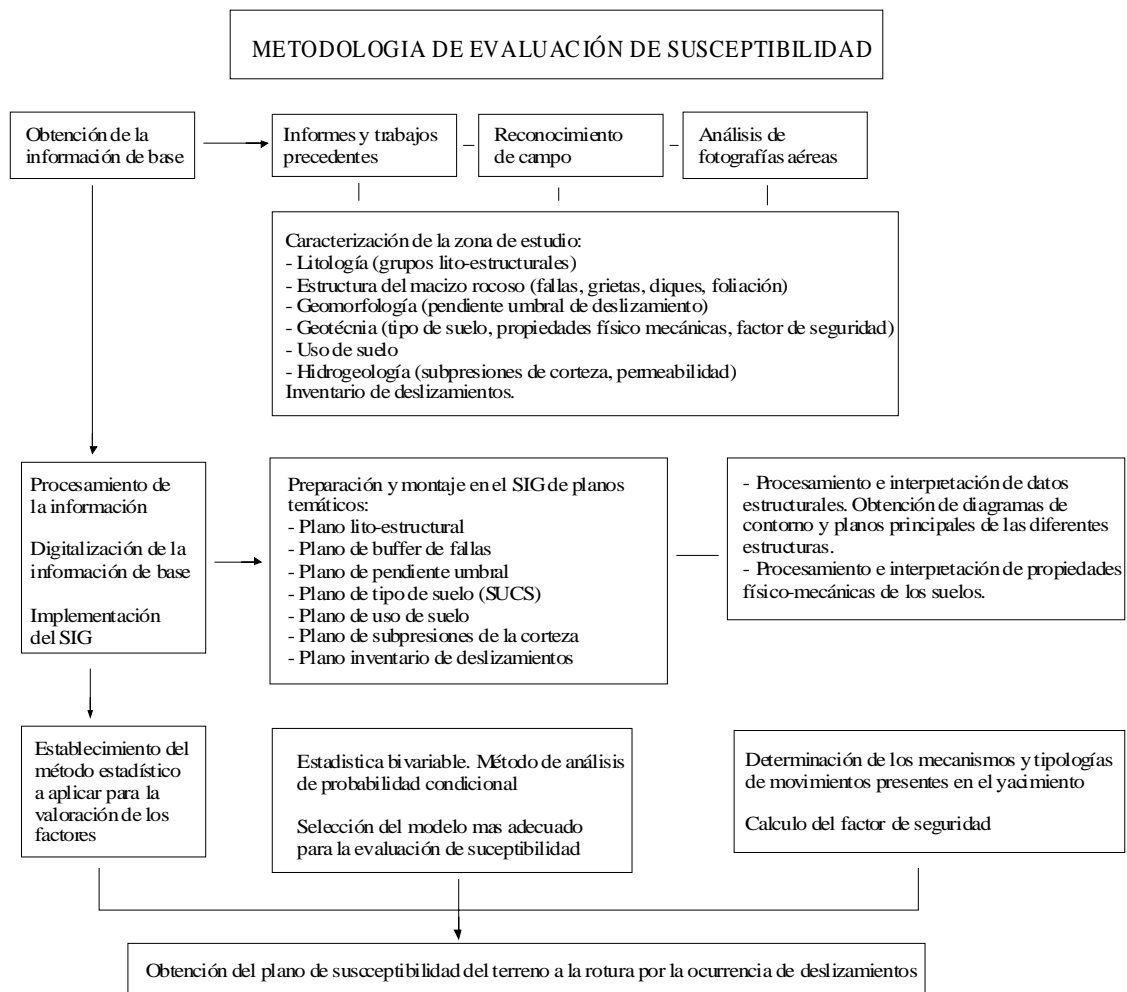 METODOLOGIA DE EVALUACIÓN DE SUSCEPTIBILIDAD
Obtención de la
información de base
Informes y trabajos
precedentes
Reconocimiento
de campo
Análisis de
fotografías aéreas
Caracterización de la zona de estudio:
- Litología (grupos lito-estructurales)
- Estructura del macizo rocoso (fallas, grietas, diques, foliación)
- Geomorfología (pendiente umbral de deslizamiento)
- Geotécnia (tipo de suelo, propiedades físico mecánicas, factor de seguridad)
- Uso de suelo
- Hidrogeología (subpresiones de corteza, permeabilidad)
Inventario de deslizamientos.
Procesamiento de
la información
Digitalización de la
información de base
Implementación
del SIG
Preparación y montaje en el SIG de planos
temáticos:
- Plano lito-estructural
- Plano de buffer de fallas
- Plano de pendiente umbral
- Plano de tipo de suelo (SUCS)
- Plano de uso de suelo
- Plano de subpresiones de la corteza
- Plano inventario de deslizamientos
- Procesamiento e interpretación de datos
estructurales. Obtención de diagramas de
contorno y planos principales de las diferentes
estructuras.
- Procesamiento e interpretación de propiedades
físico-mecánicas de los suelos.
Establecimiento del
método estadístico
a aplicar para la
valoración de los
factores
Estadistica bivariable. Método de análisis
de probabilidad condicional
Selección del modelo mas adecuado
para la evaluación de suceptibilidad
Determinación de los mecanismos y tipologías
de movimientos presentes en el yacimiento
Calculo del factor de seguridad
Obtención del plano de susccceptibilidad del terreno a la rotura por la ocurrencia de deslizamientos